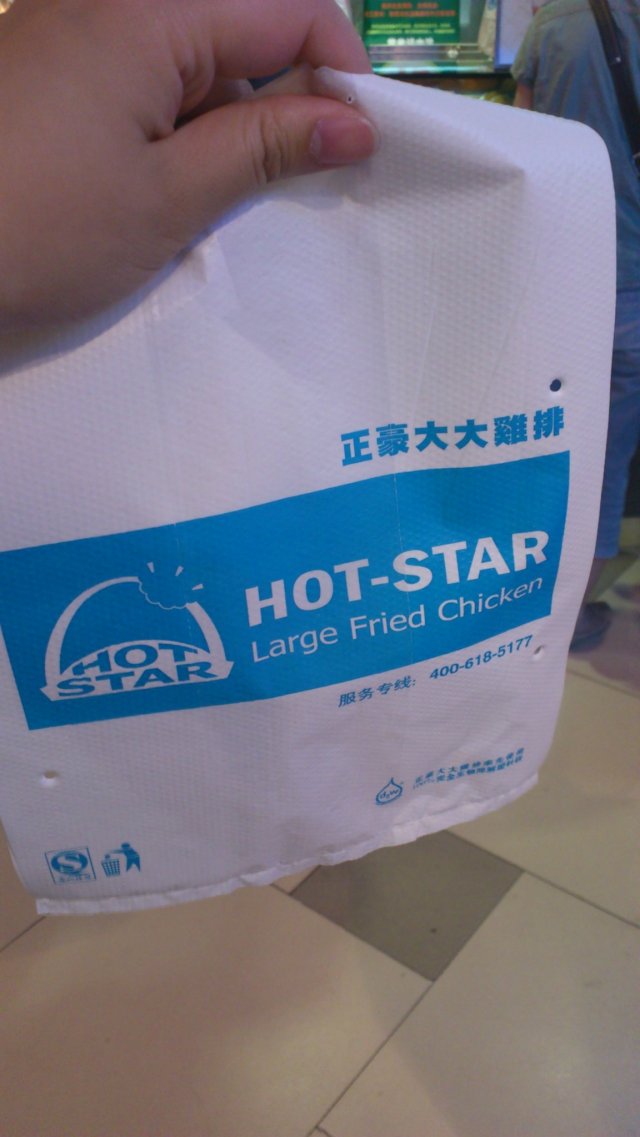 正豪大大雞排
HOT-STAR
Large Fried Chicken
HOT
STAR
服务专线: 400-618-5177
d2w